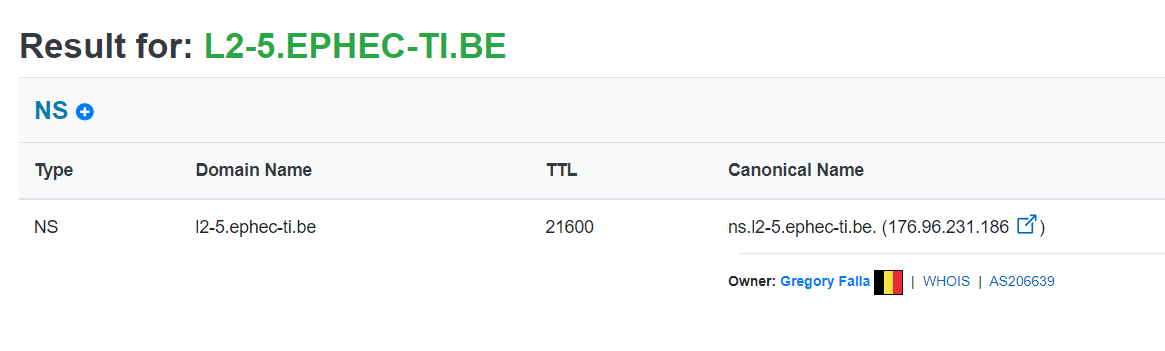 Result for: L2-5.EPHEC-TI.BE
NS
Type Domain Name TTL Canonical Name
NS l2-5.ephec-ti.be 21600 ns.l2-5.ephec-ti.be. (176.96.231.186 )
Owner: Gregory Falla | WHOIS | AS206639